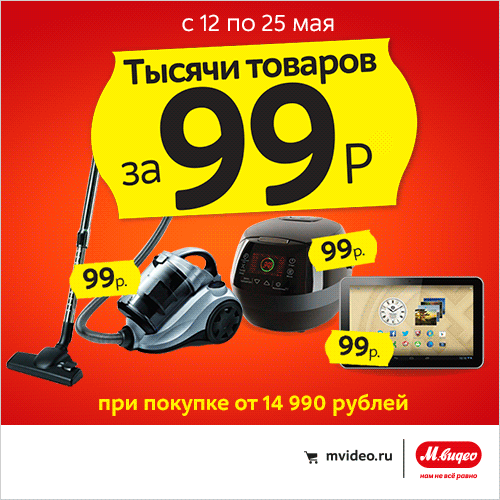 с 12 по 25 мая
Тысячи товаров
за 99 Р
99р.
99р.
99р.
при покупке от 14 990 рублей
mvideo.ru
М.видео
нам не всё равно